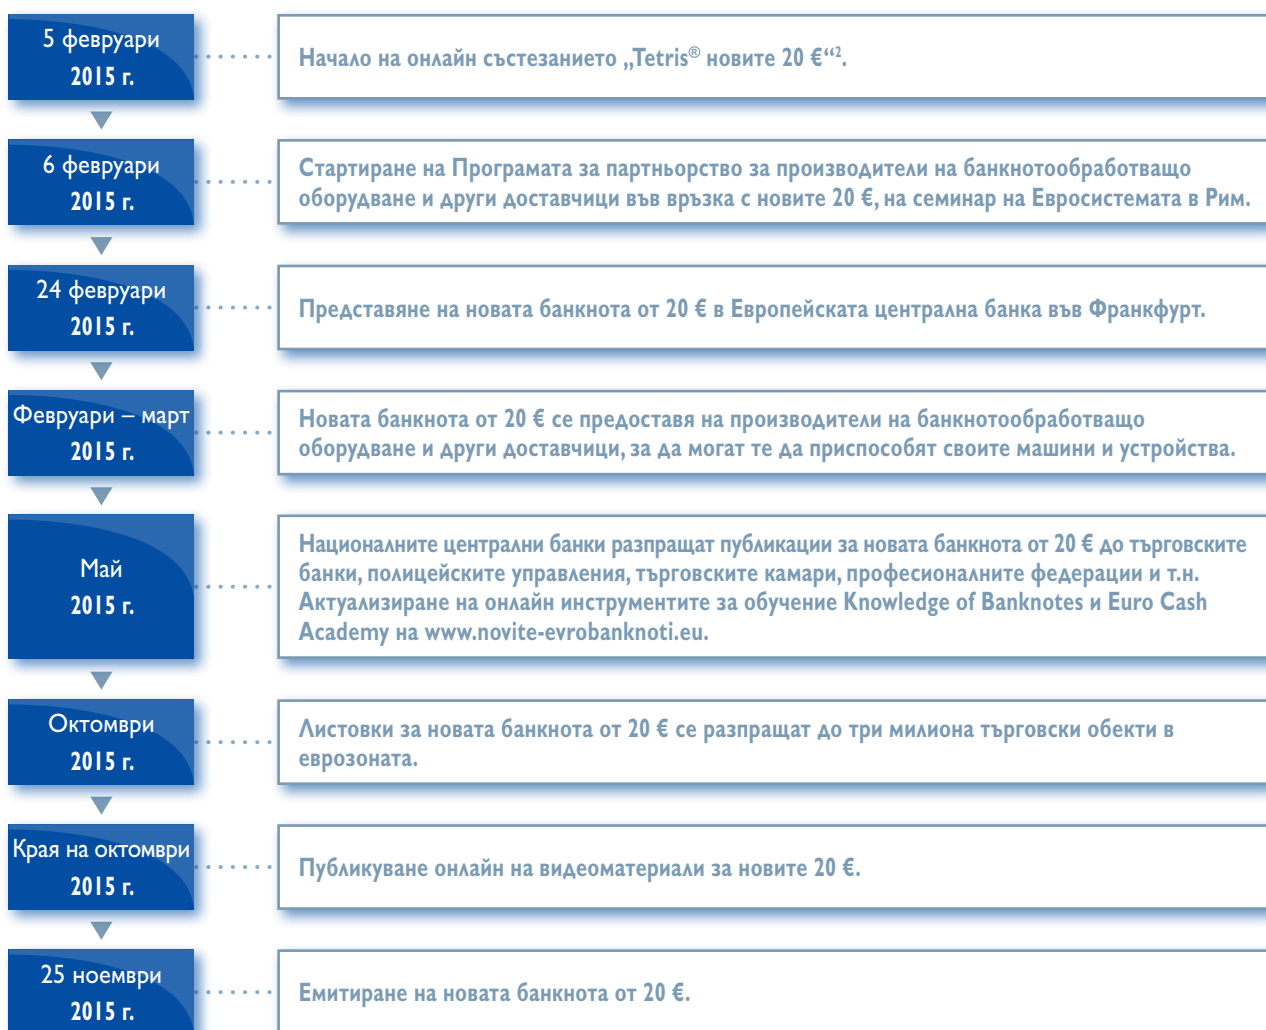 5 февруари
2015 г.
Начало на онлайн състезанието „Tetris® новите 20 €“².
6 февруари
2015 г.
Стартиране на Програмата за партньорство за производители на банкнотообработващо
оборудване и други доставчици във връзка с новите 20 €, на семинар на Евросистемата в Рим.
24 февруари
2015 г.
Представяне на новата банкнота от 20 € в Европейската централна банка във Франкфурт.
Февруари – март
2015 г.
Новата банкнота от 20 € се предоставя на производители на банкнотообработващо
оборудване и други доставчици, за да могат те да приспособят своите машини и устройства.
Май
2015 г.
Националните централни банки разпращат публикации за новата банкнота от 20 € до търговските
банки, полицейските управления, търговските камари, професионалните федерации и т.н.
Актуализиране на онлайн инструментите за обучение Knowledge of Banknotes и Euro Cash
Academy на www.novite-evrobanknoti.eu.
Октомври
2015 г.
Листовки за новата банкнота от 20 € се разпращат до три милиона търговски обекти в
еврозоната.
Края на октомври
2015 г.
Публикуване онлайн на видеоматериали за новите 20 €.
25 ноември
2015 г.
Емитиране на новата банкнота от 20 €.